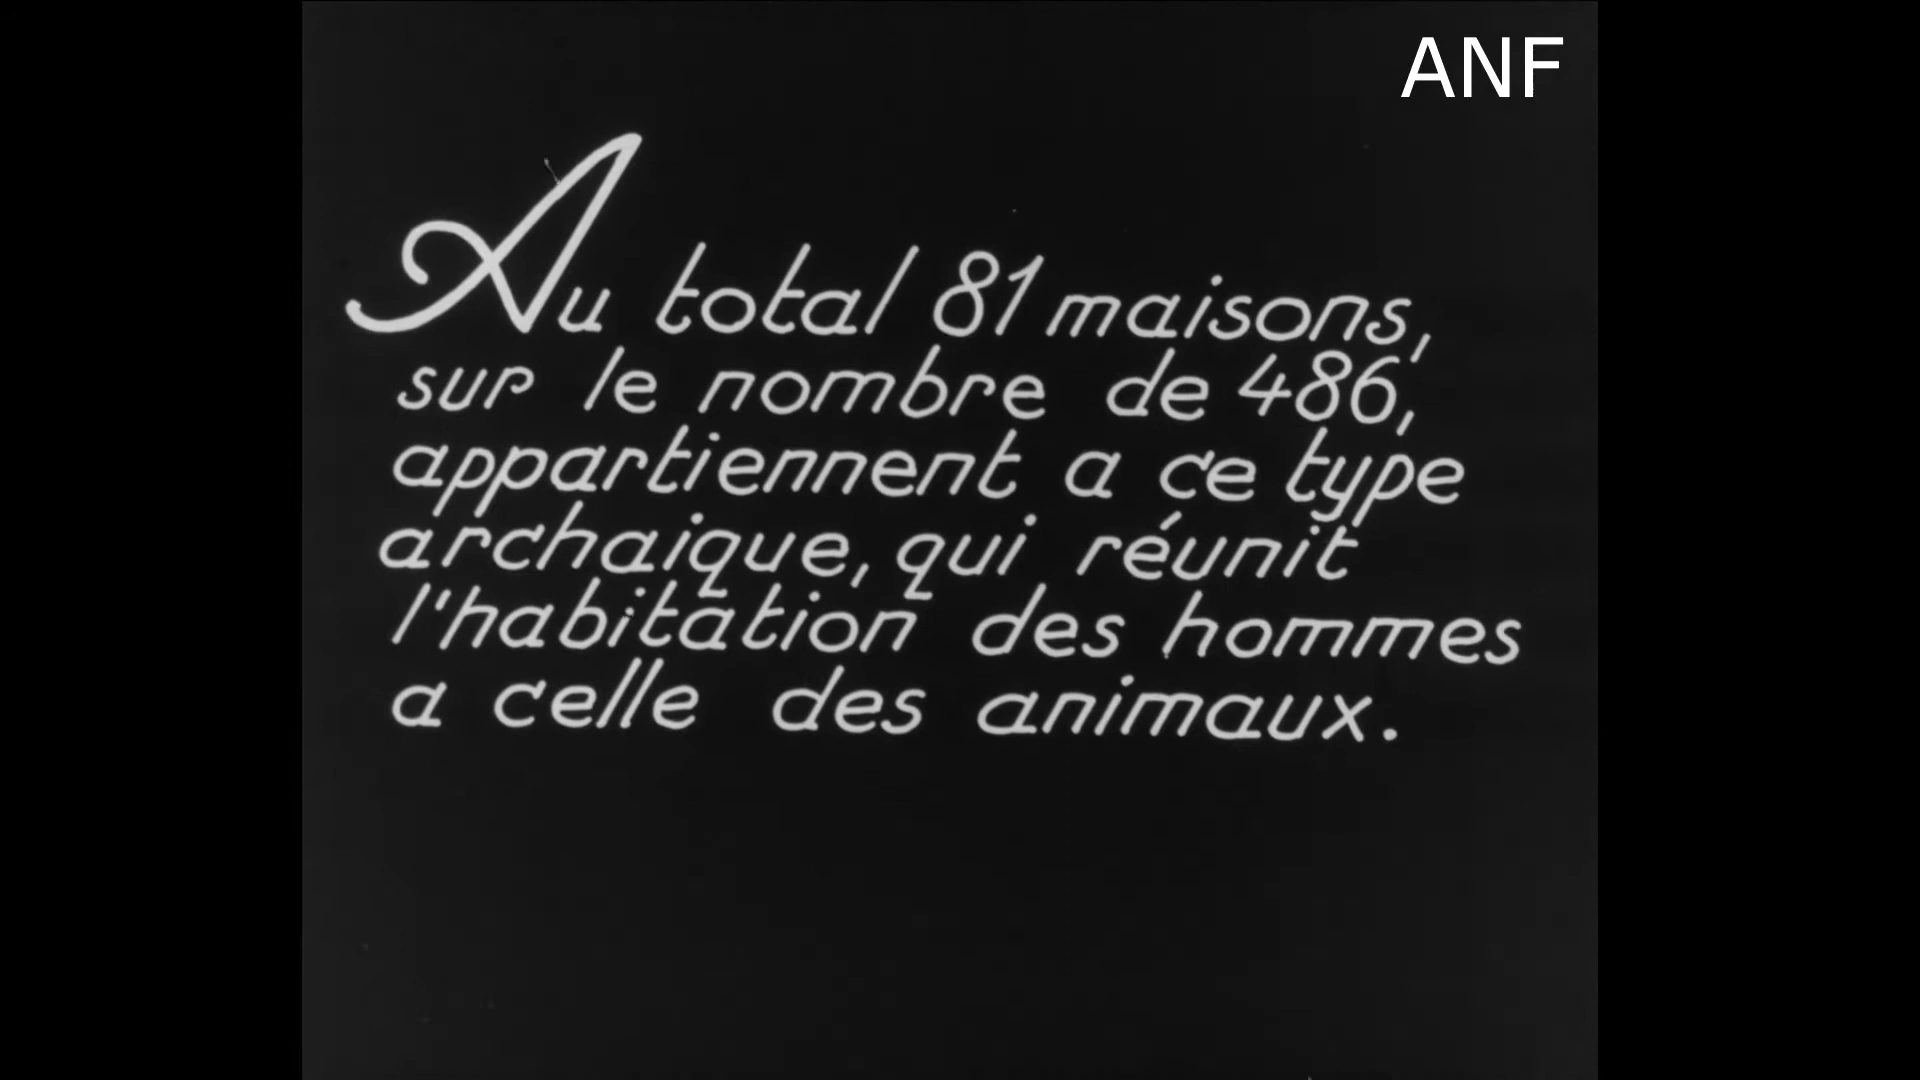 ANF
Au total 81 maisons,
sur le nombre de 486,
appartiennent a ce type
archaique, qui réunit
l'habitation des hommes
a celle des animaux.